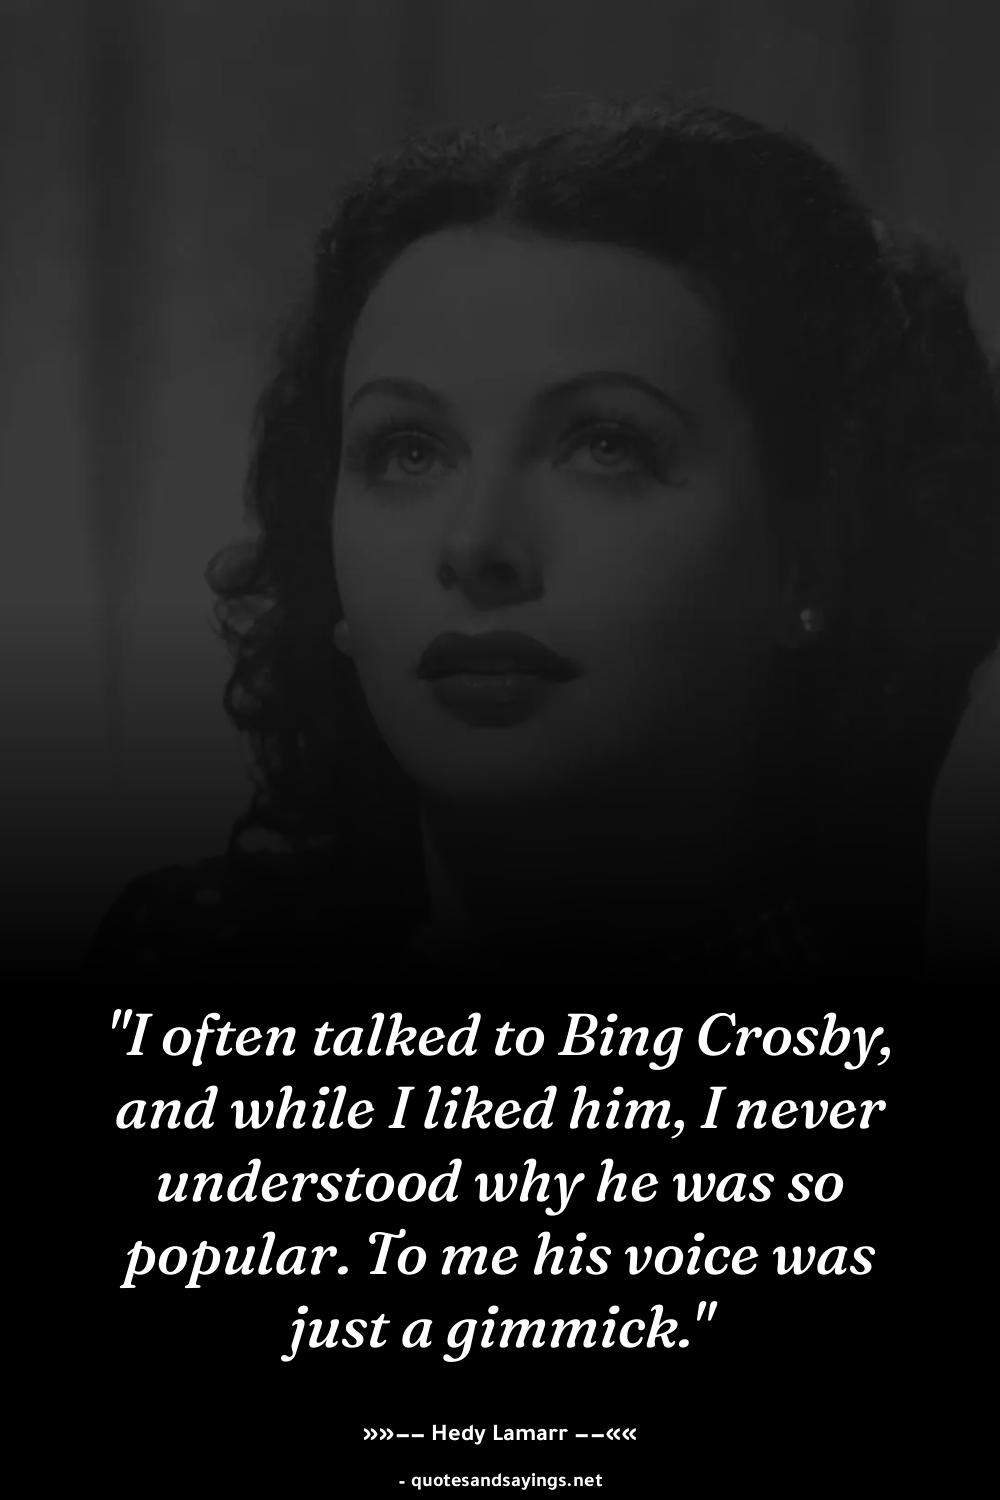 "I often talked to Bing Crosby,
and while I liked him, I never
understood why he was so
popular. To me his voice was
just a gimmick."
»»-- Hedy Lamarr --««
- quotesandsayings.net